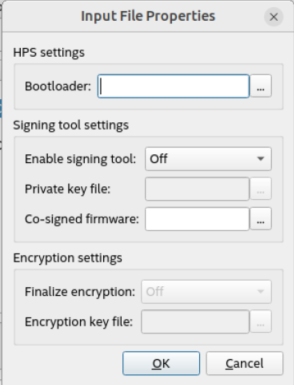 Input File Properties
HPS settings
Bootloader: ...
Signing tool settings
Enable signing tool: Off
Private key file: ...
Co-signed firmware: ...
Encryption settings
Finalize encryption: Off
Encryption key file: ...
OK Cancel